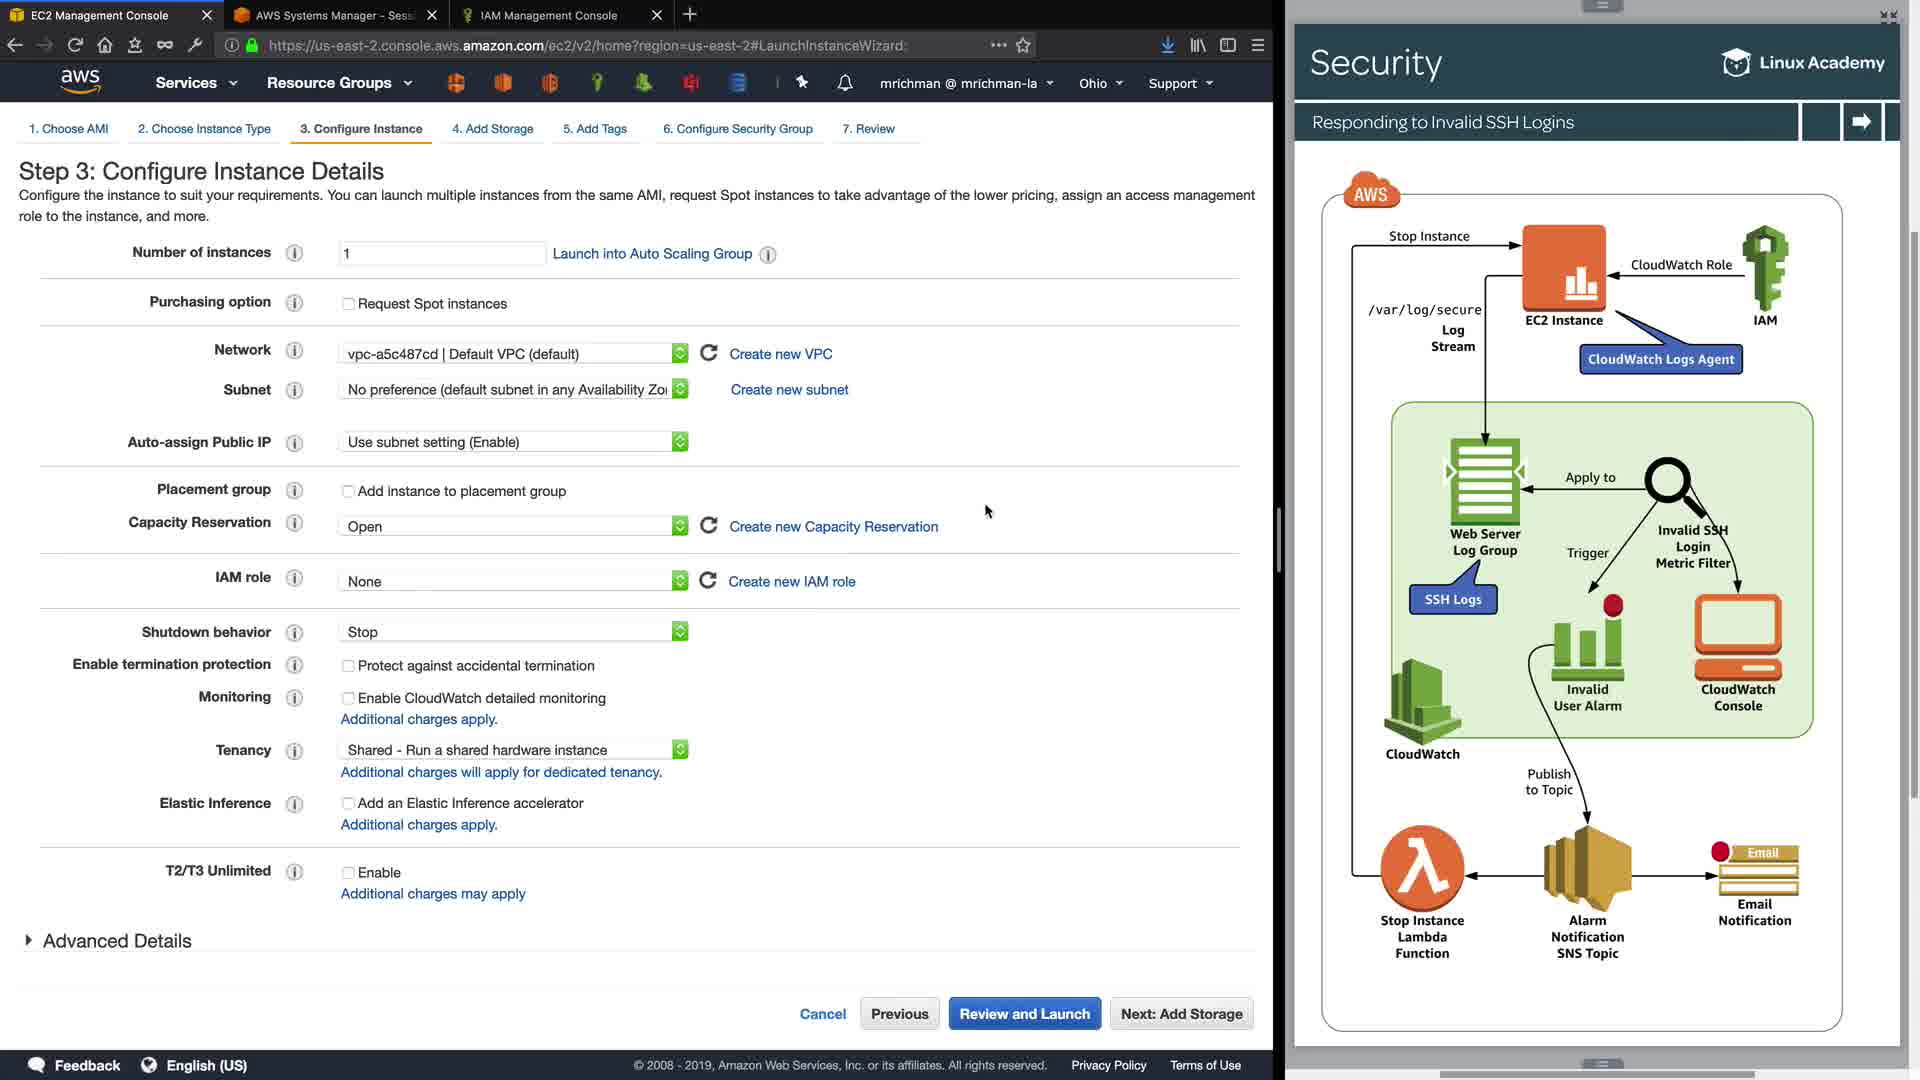 EC2 Management Console
AWS Systems Manager - Sess
IAM Management Console
https://us-east-2.console.aws.amazon.com/ec2/v2/home?region=us-east-2#LaunchInstanceWizard:
aws
Services
Resource Groups
mrichman @ mrichman-la
Ohio
Support
1. Choose AMI
2. Choose Instance Type
3. Configure Instance
4. Add Storage
5. Add Tags
6. Configure Security Group
7. Review
Step 3: Configure Instance Details
Configure the instance to suit your requirements. You can launch multiple instances from the same AMI, request Spot instances to take advantage of the lower pricing, assign an access management
role to the instance, and more.
Number of instances
1
Launch into Auto Scaling Group
Purchasing option
Request Spot instances
Network
vpc-a5c487cd | Default VPC (default)
Create new VPC
Subnet
No preference (default subnet in any Availability Zo
Create new subnet
Auto-assign Public IP
Use subnet setting (Enable)
Placement group
Add instance to placement group
Capacity Reservation
Open
Create new Capacity Reservation
IAM role
None
Create new IAM role
Shutdown behavior
Stop
Enable termination protection
Protect against accidental termination
Monitoring
Enable CloudWatch detailed monitoring
Additional charges apply.
Tenancy
Shared - Run a shared hardware instance
Additional charges will apply for dedicated tenancy.
Elastic Inference
Add an Elastic Inference accelerator
Additional charges apply.
T2/T3 Unlimited
Enable
Additional charges may apply
Advanced Details
Cancel
Previous
Review and Launch
Next: Add Storage
Feedback
English (US)
© 2008 - 2019, Amazon Web Services, Inc. or its affiliates. All rights reserved.
Privacy Policy
Terms of Use
Security
Linux Academy
Responding to Invalid SSH Logins
AWS
Stop Instance
CloudWatch Role
/var/log/secure
Log
Stream
EC2 Instance
IAM
CloudWatch Logs Agent
Apply to
Web Server
Log Group
Invalid SSH
Login
Metric Filter
Trigger
SSH Logs
Invalid
User Alarm
CloudWatch
Console
CloudWatch
Publish
to Topic
Email
Stop Instance
Lambda
Function
Alarm
Notification
SNS Topic
Email
Notification